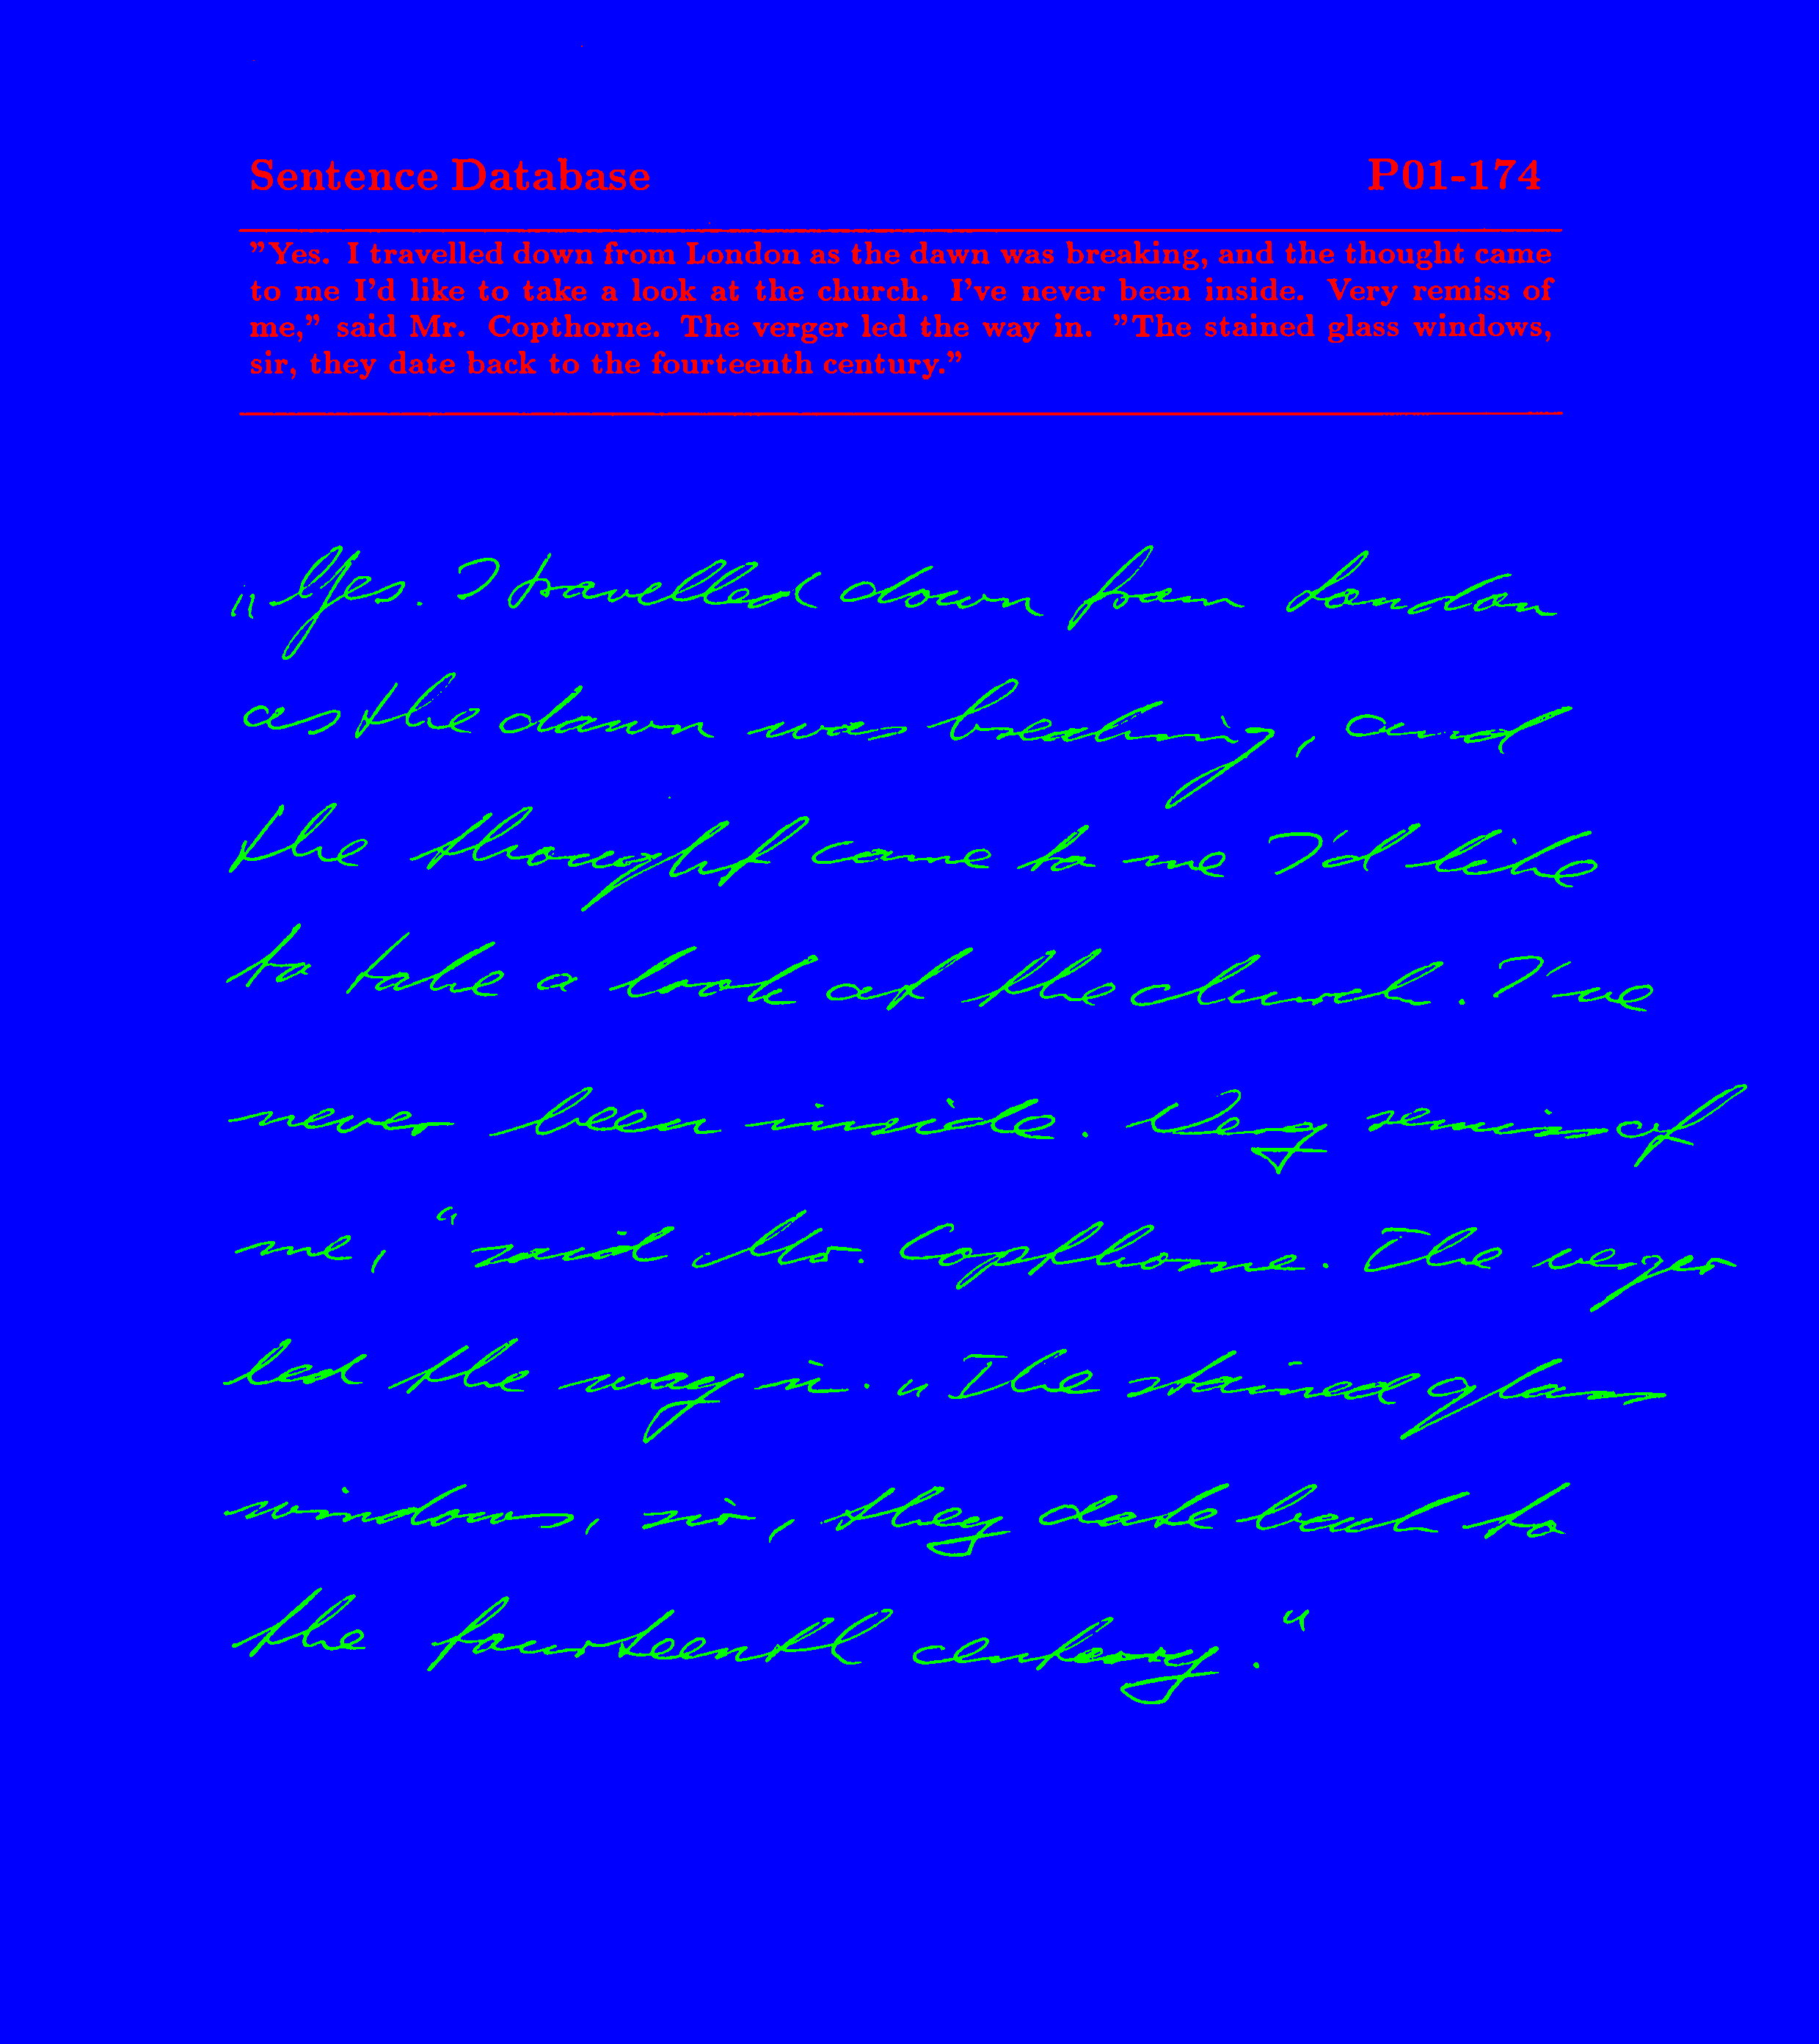 Sentence Database P01-174
"Yes. I travelled down from London as the dawn was breaking, and the thought came
to me I'd like to take a look at the church. I've never been inside. Very remiss of
me," said Mr. Copthorne. The verger led the way in. "The stained glass windows,
sir, they date back to the fourteenth century."
„Yes. I travelled down from London
as the dawn was breaking, and
the thought came to me I'd like
to take a look at the church. I've
never been inside. Very remiss of
me," said Mr. Copthorne. The verger
led the way in. „The stained glass
windows, sir, they date back to
the fourteenth century."